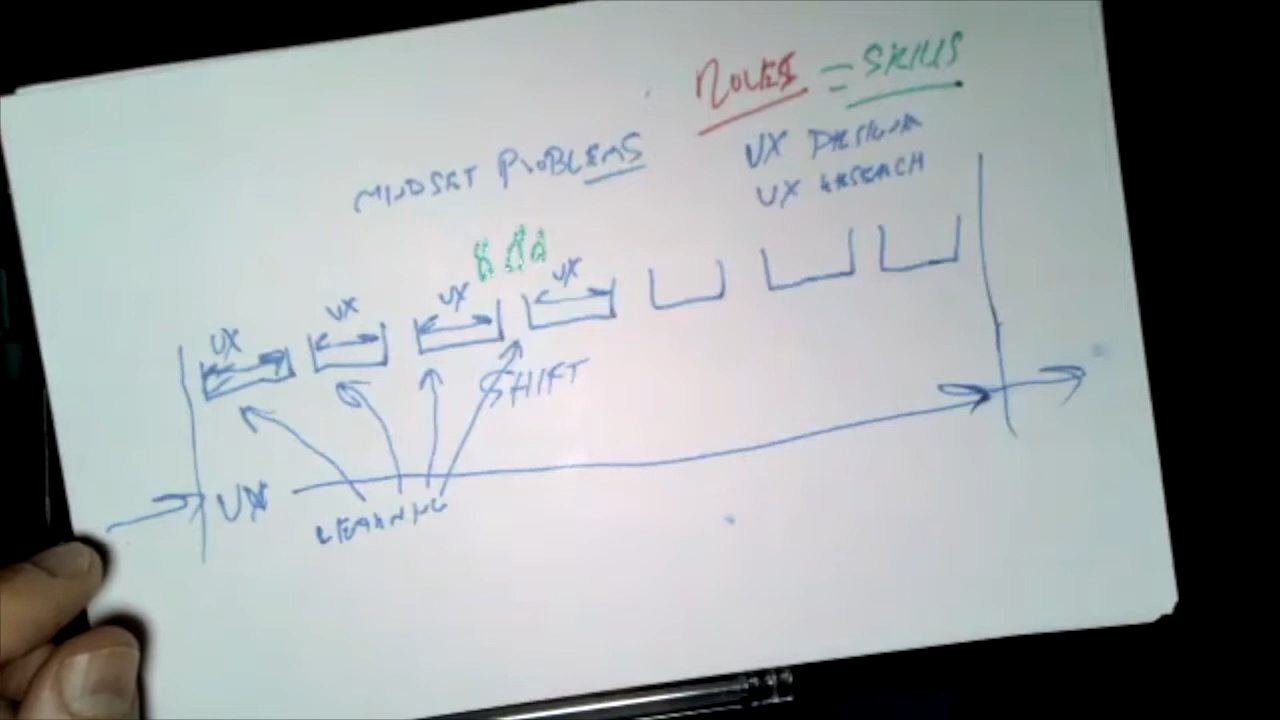 ROLES = SKILLS
MINDSET PROBLEMS
UX DESIGN
UX RESEARCH
UX UX UX UX
SHIFT
UX
LEARNING